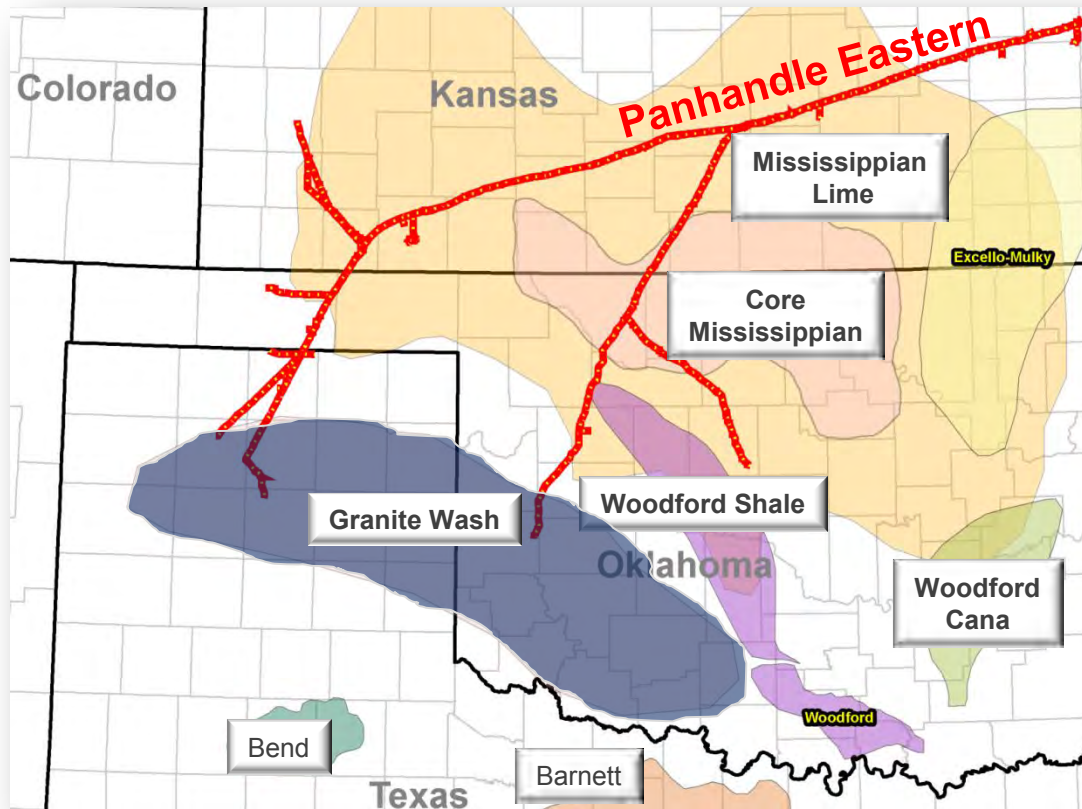 Panhandle Eastern
Colorado
Kansas
Mississippian
Lime
Excello-Mulky
Core
Mississippian
Granite Wash
Woodford Shale
Oklahoma
Woodford
Cana
Woodford
Bend
Barnett
Texas